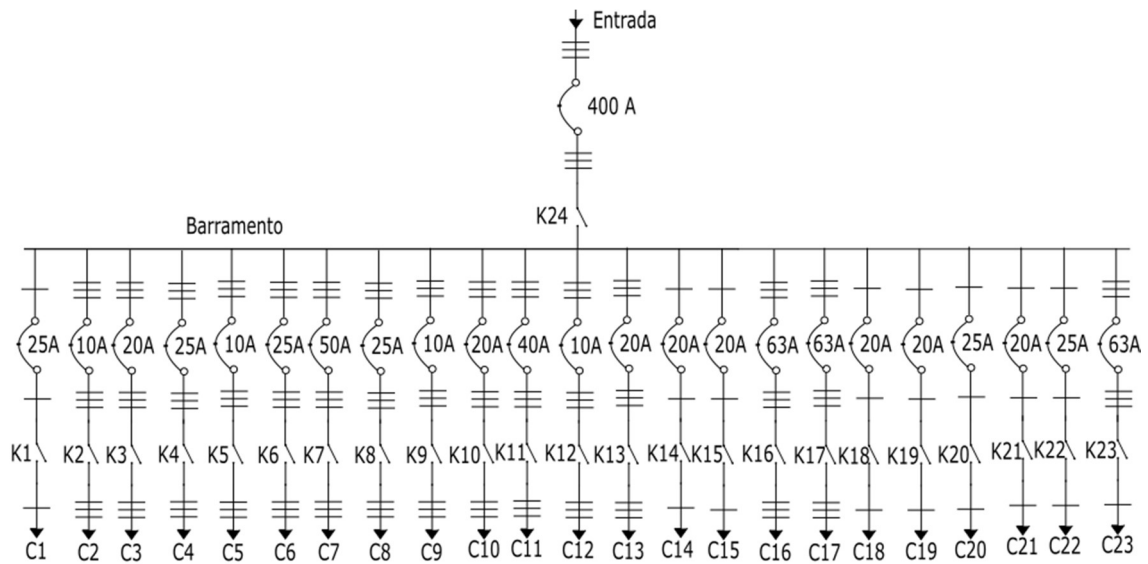 Entrada
400 A
K24
Barramento
25A 10A 20A 25A 10A 25A 50A 25A 10A 20A 40A 10A 20A 20A 20A 63A 63A 20A 20A 25A 20A 25A 63A
K1 K2 K3 K4 K5 K6 K7 K8 K9 K10 K11 K12 K13 K14 K15 K16 K17 K18 K19 K20 K21 K22 K23
C1 C2 C3 C4 C5 C6 C7 C8 C9 C10 C11 C12 C13 C14 C15 C16 C17 C18 C19 C20 C21 C22 C23